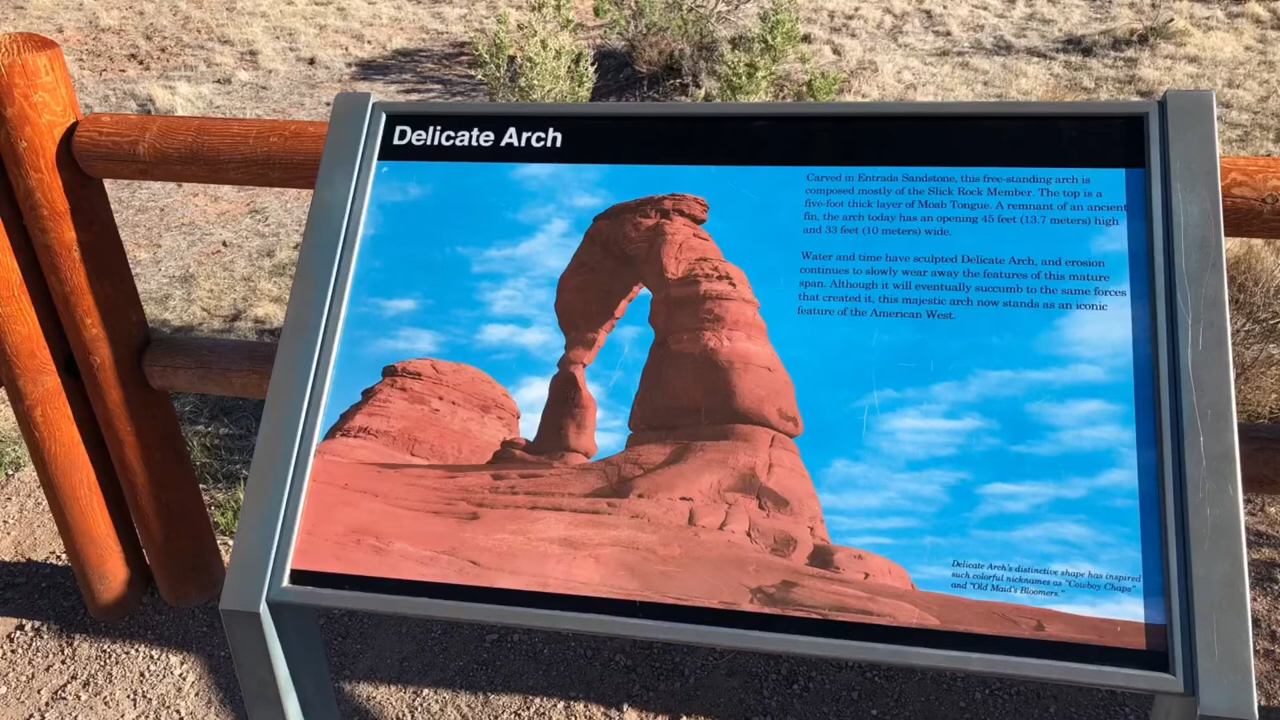 Delicate Arch
Carved in Entrada Sandstone, this free-standing arch is
composed mostly of the Slick Rock Member. The top is a
five-foot thick layer of Moab Tongue. A remnant of an ancient
fin, the arch today has an opening 45 feet (13.7 meters) high
and 33 feet (10 meters) wide.
Water and time have sculpted Delicate Arch, and erosion
continues to slowly wear away the features of this mature
span. Although it will eventually succumb to the same forces
that created it, this majestic arch now stands as an iconic
feature of the American West.
Delicate Arch's distinctive shape has inspired
such colorful nicknames as "Cowboy Chaps"
and "Old Maid's Bloomers."